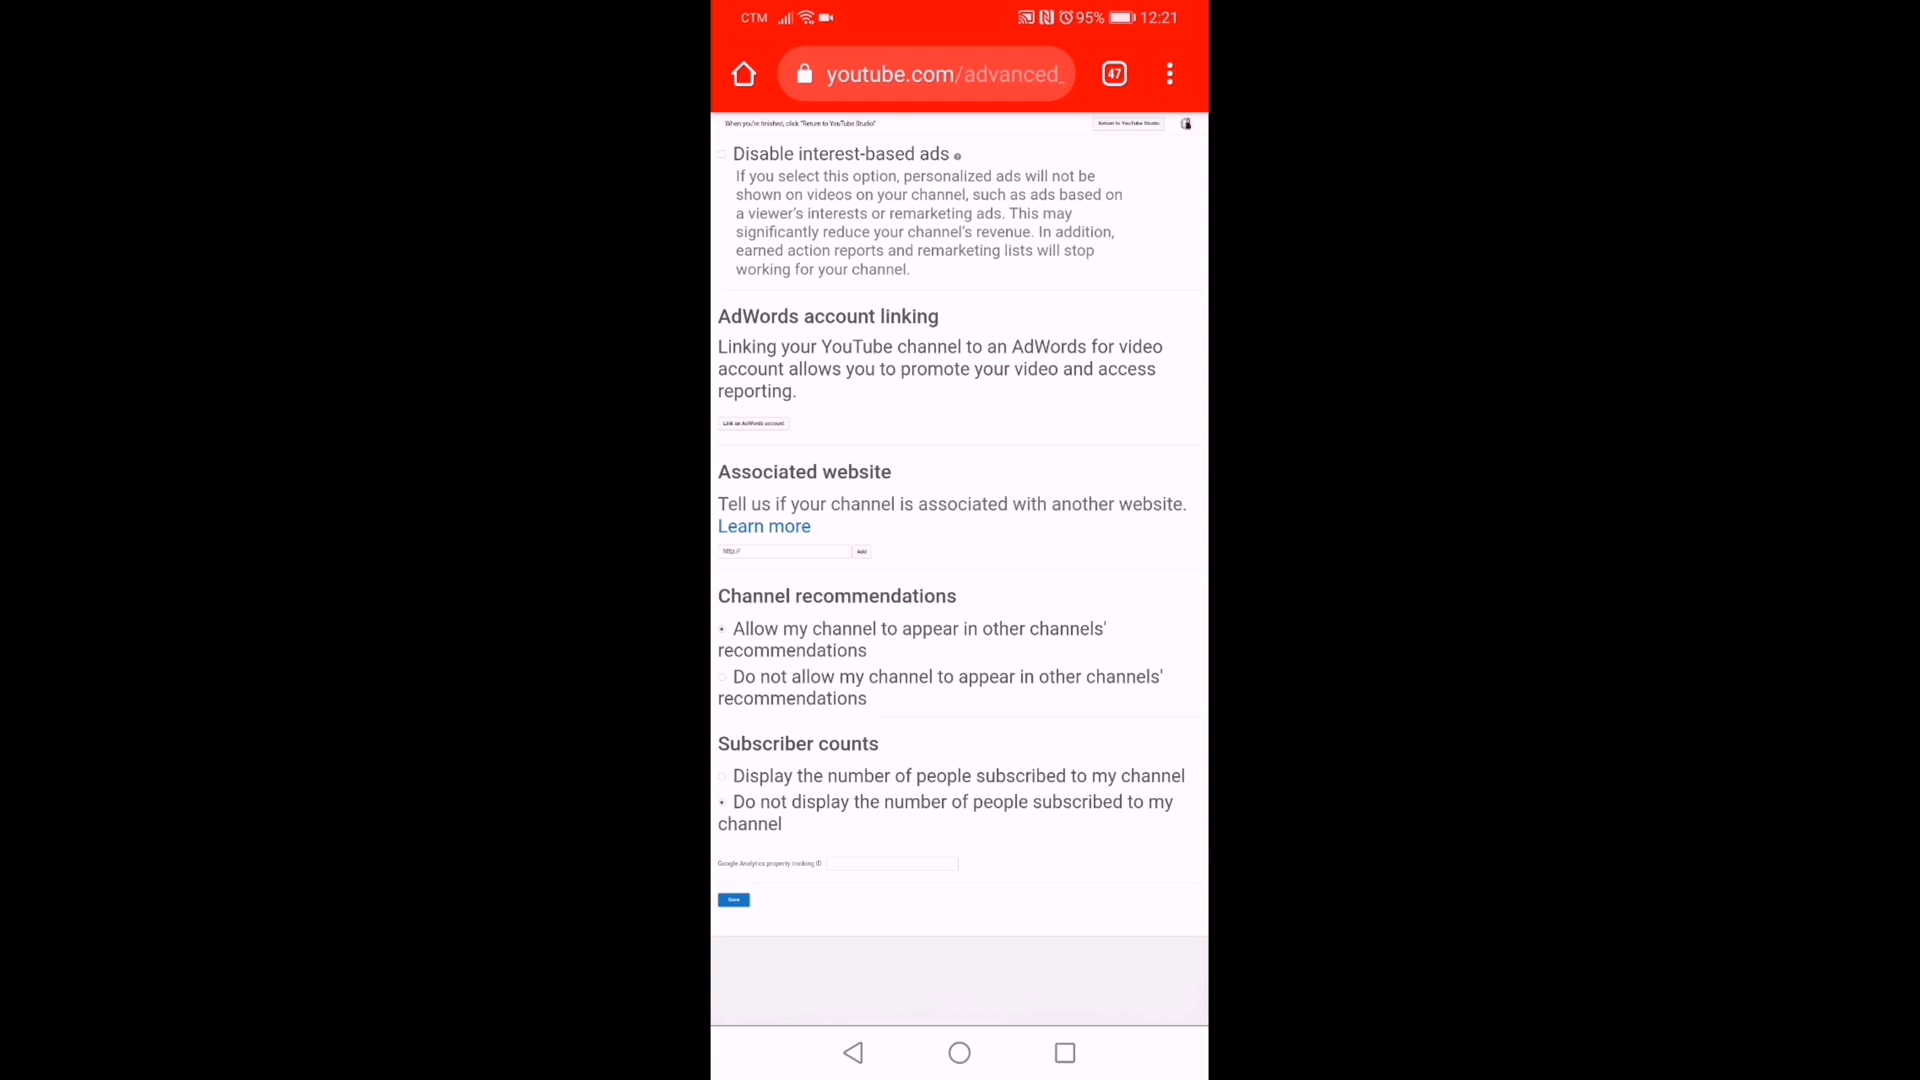 CTM 95% 12:21
youtube.com/advanced_ 47
When you're finished, click "Return to YouTube Studio" Return to YouTube Studio
Disable interest-based ads
If you select this option, personalized ads will not be
shown on videos on your channel, such as ads based on
a viewer's interests or remarketing ads. This may
significantly reduce your channel's revenue. In addition,
earned action reports and remarketing lists will stop
working for your channel.
AdWords account linking
Linking your YouTube channel to an AdWords for video
account allows you to promote your video and access
reporting.
Link an AdWords account
Associated website
Tell us if your channel is associated with another website.
Learn more
http:// Add
Channel recommendations
Allow my channel to appear in other channels'
recommendations
Do not allow my channel to appear in other channels'
recommendations
Subscriber counts
Display the number of people subscribed to my channel
Do not display the number of people subscribed to my
channel
Google Analytics property tracking ID
Save